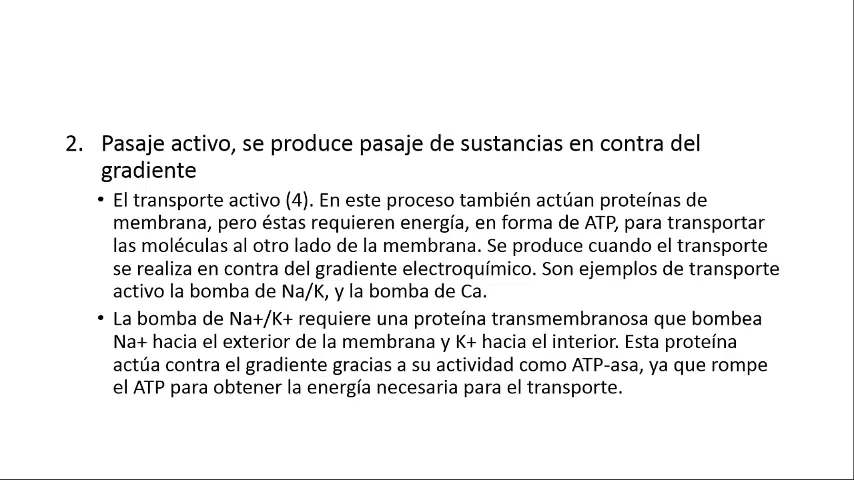 2. Pasaje activo, se produce pasaje de sustancias en contra del
gradiente
• El transporte activo (4). En este proceso también actúan proteínas de
membrana, pero éstas requieren energía, en forma de ATP, para transportar
las moléculas al otro lado de la membrana. Se produce cuando el transporte
se realiza en contra del gradiente electroquímico. Son ejemplos de transporte
activo la bomba de Na/K, y la bomba de Ca.
• La bomba de Na+/K+ requiere una proteína transmembranosa que bombea
Na+ hacia el exterior de la membrana y K+ hacia el interior. Esta proteína
actúa contra el gradiente gracias a su actividad como ATP-asa, ya que rompe
el ATP para obtener la energía necesaria para el transporte.